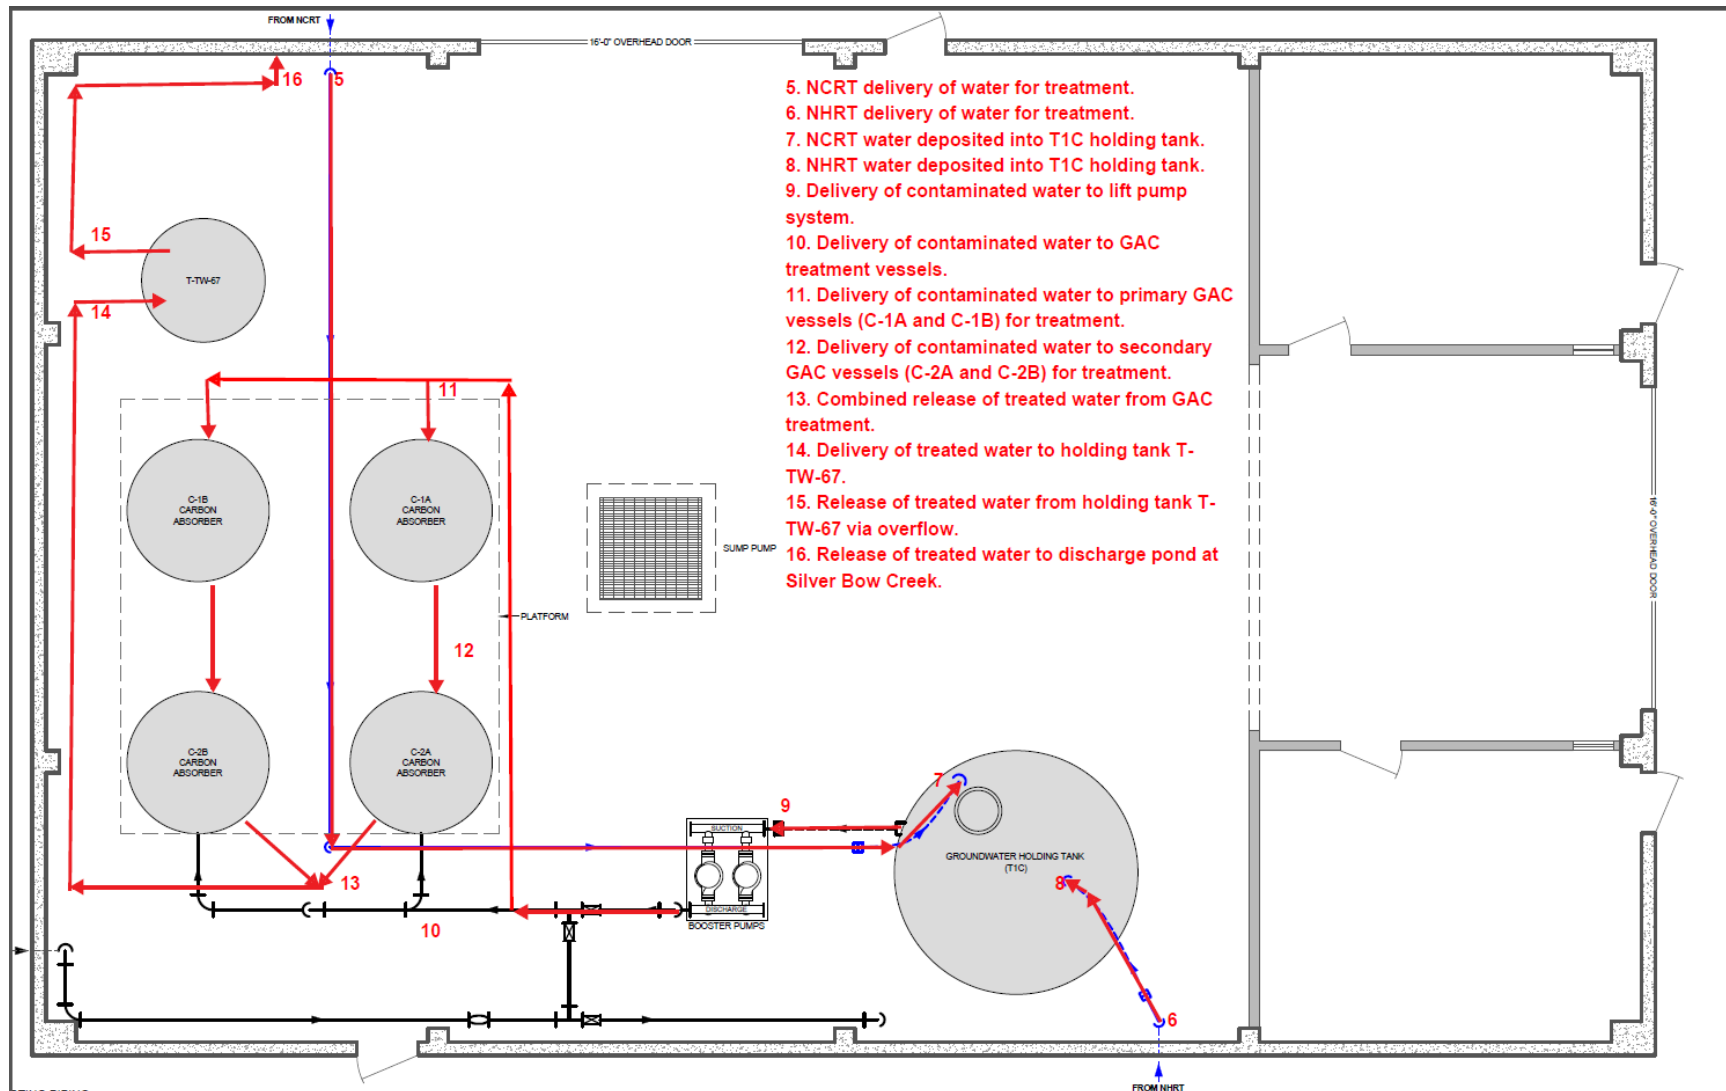 FROM NCRT
16'-0" OVERHEAD DOOR
16
5
5. NCRT delivery of water for treatment.
6. NHRT delivery of water for treatment.
7. NCRT water deposited into T1C holding tank.
8. NHRT water deposited into T1C holding tank.
9. Delivery of contaminated water to lift pump
system.
10. Delivery of contaminated water to GAC
treatment vessels.
11. Delivery of contaminated water to primary GAC
vessels (C-1A and C-1B) for treatment.
12. Delivery of contaminated water to secondary
GAC vessels (C-2A and C-2B) for treatment.
13. Combined release of treated water from GAC
treatment.
14. Delivery of treated water to holding tank T-
TW-67.
15. Release of treated water from holding tank T-
TW-67 via overflow.
16. Release of treated water to discharge pond at
Silver Bow Creek.
15
T-TW-67
14
11
C-1B
CARBON
ABSORBER
C-1A
CARBON
ABSORBER
SUMP PUMP
16'-0" OVERHEAD DOOR
PLATFORM
12
C-2B
CARBON
ABSORBER
C-2A
CARBON
ABSORBER
7
9
SUCTION
GROUNDWATER HOLDING TANK
(T1C)
8
13
DISCHARGE
BOOSTER PUMPS
10
6
FROM NHRT